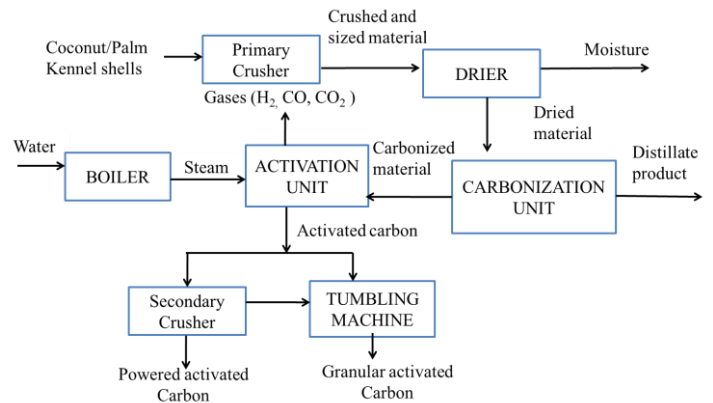 Coconut/Palm
Kennel shells
Primary
Crusher
Crushed and
sized material
DRIER
Moisture
Gases (H2, CO, CO2 )
Dried
material
Water
BOILER
Steam
ACTIVATION
UNIT
Carbonized
material
CARBONIZATION
UNIT
Distillate
product
Activated carbon
Secondary
Crusher
TUMBLING
MACHINE
Powered activated
Carbon
Granular activated
Carbon